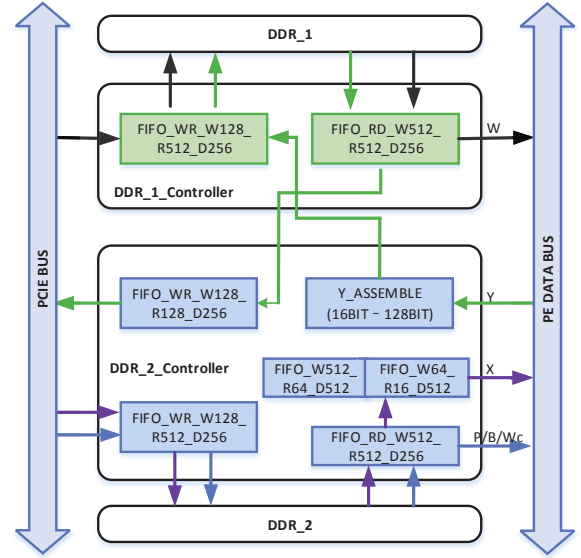 DDR_1
FIFO_WR_W128_
R512_D256
FIFO_RD_W512_
R512_D256
W
DDR_1_Controller
PCIE BUS
PE DATA BUS
FIFO_WR_W128_
R128_D256
Y_ASSEMBLE
(16BIT – 128BIT)
Y
DDR_2_Controller
FIFO_W512_
R64_D512
FIFO_W64_
R16_D512
X
FIFO_WR_W128_
R512_D256
FIFO_RD_W512_
R512_D256
P/B/Wc
DDR_2